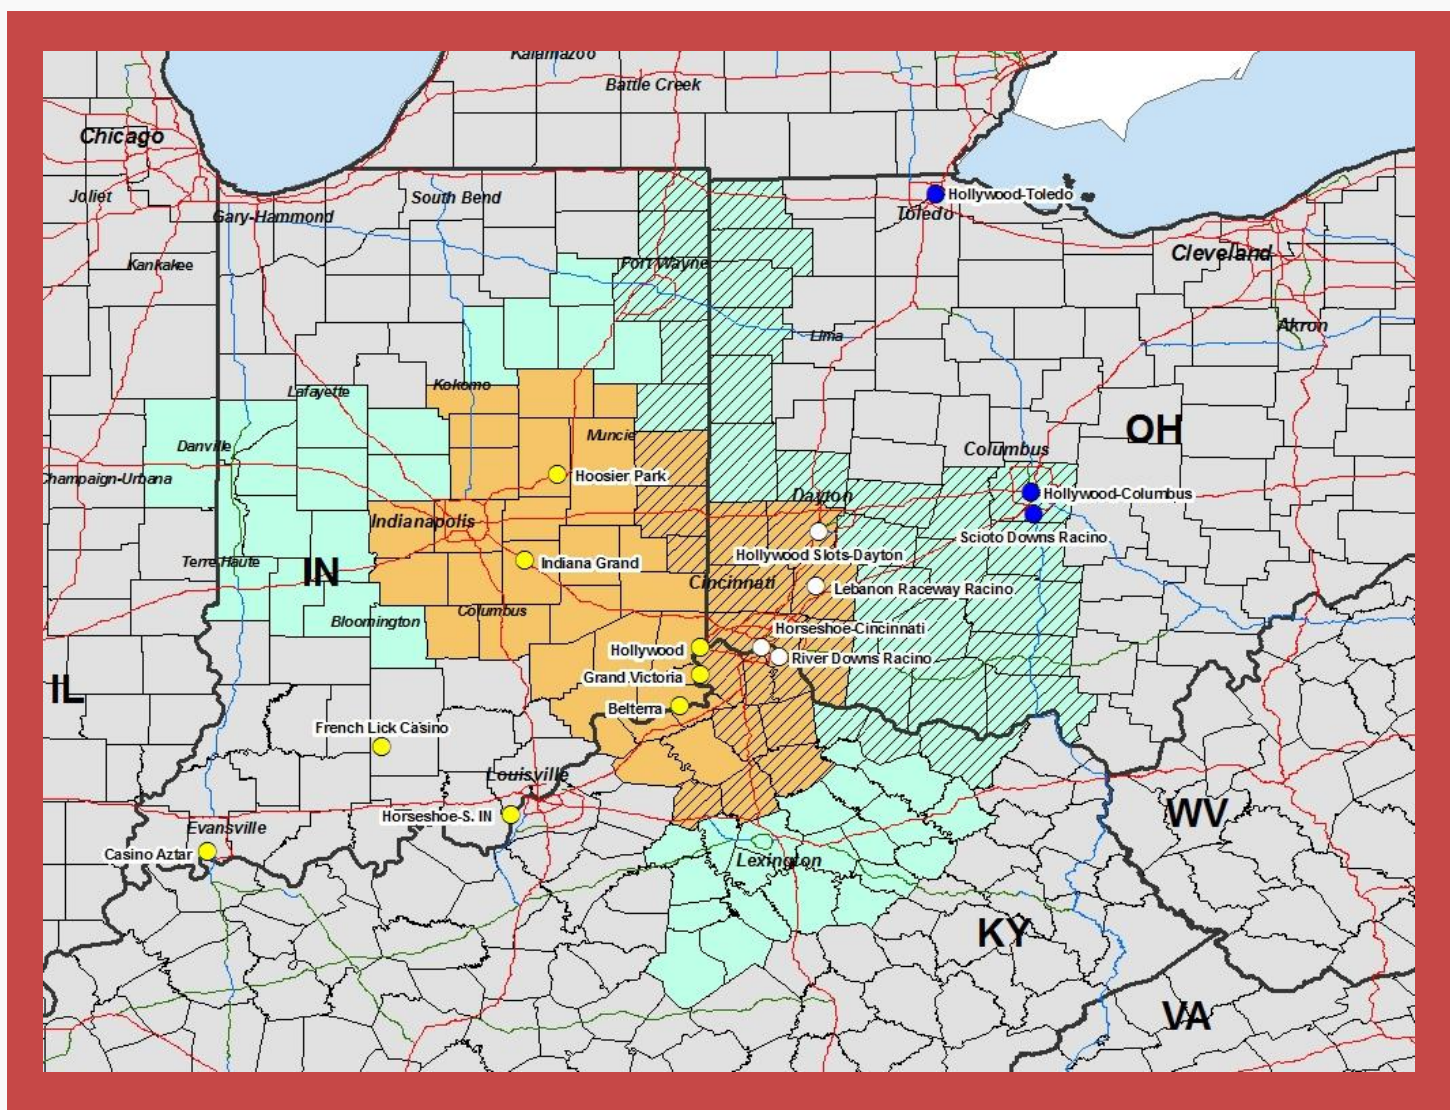 Kalamazoo
Battle Creek
Chicago
Joliet
South Bend
Hollywood-Toledo
Gary-Hammond
Toledo
Cleveland
Kankakee
Fort Wayne
Akron
Lima
Kokomo
Lafayette
OH
Muncie
Danville
Columbus
Champaign-Urbana
Hoosier Park
Dayton
Hollywood-Columbus
Indianapolis
Scioto Downs Racino
Hollywood Slots-Dayton
Terre Haute
IN
Indiana Grand
Cincinnati
Lebanon Raceway Racino
Columbus
Bloomington
Horseshoe-Cincinnati
Hollywood
River Downs Racino
Grand Victoria
IL
Belterra
French Lick Casino
Louisville
Horseshoe-S. IN
WV
Evansville
Casino Aztar
Lexington
KY
VA